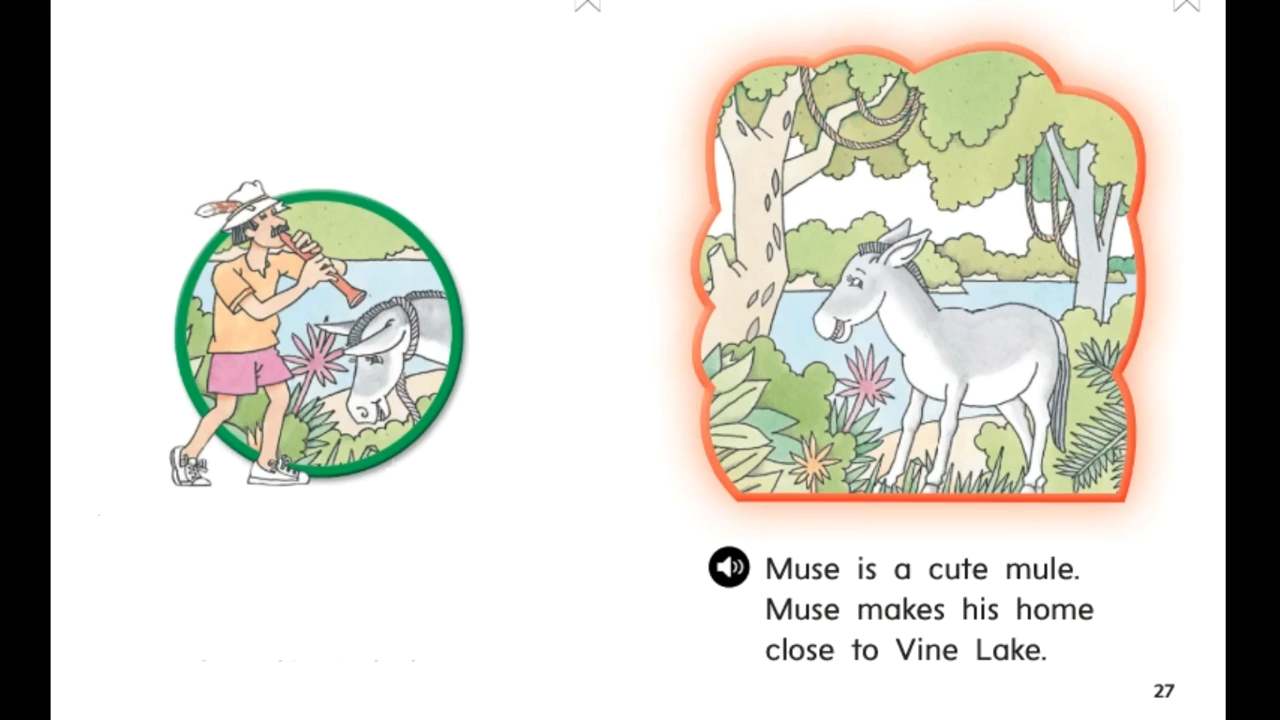 Muse is a cute mule.
Muse makes his home
close to Vine Lake.
27